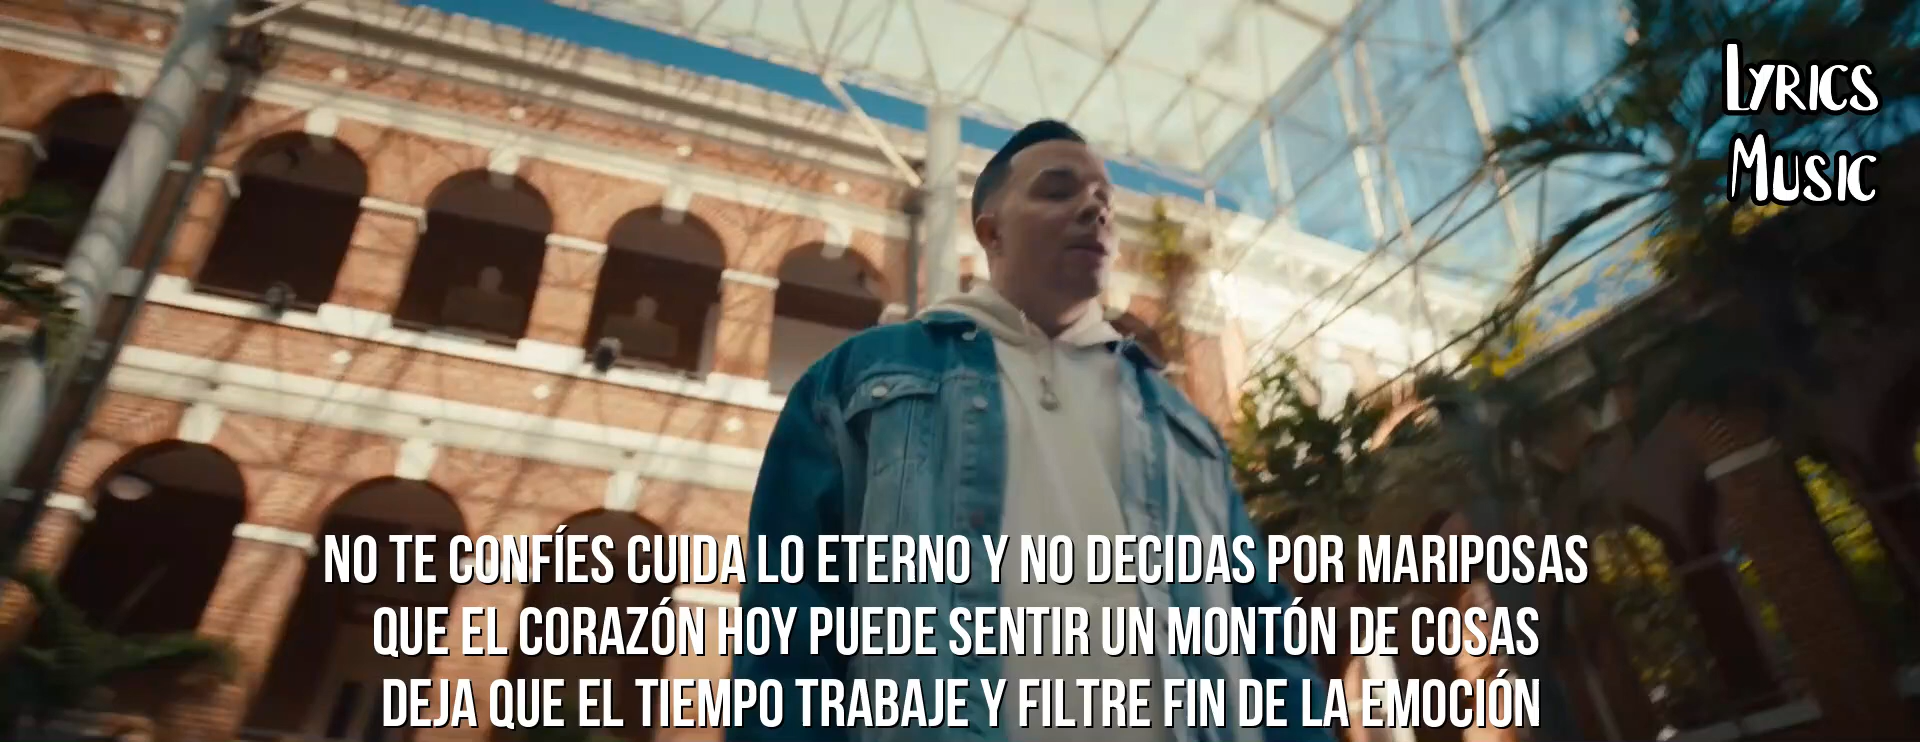 LYRICS
MUSIC
NO TE CONFÍES CUIDA LO ETERNO Y NO DECIDAS POR MARIPOSAS
QUE EL CORAZÓN HOY PUEDE SENTIR UN MONTÓN DE COSAS
DEJA QUE EL TIEMPO TRABAJE Y FILTRE FIN DE LA EMOCIÓN